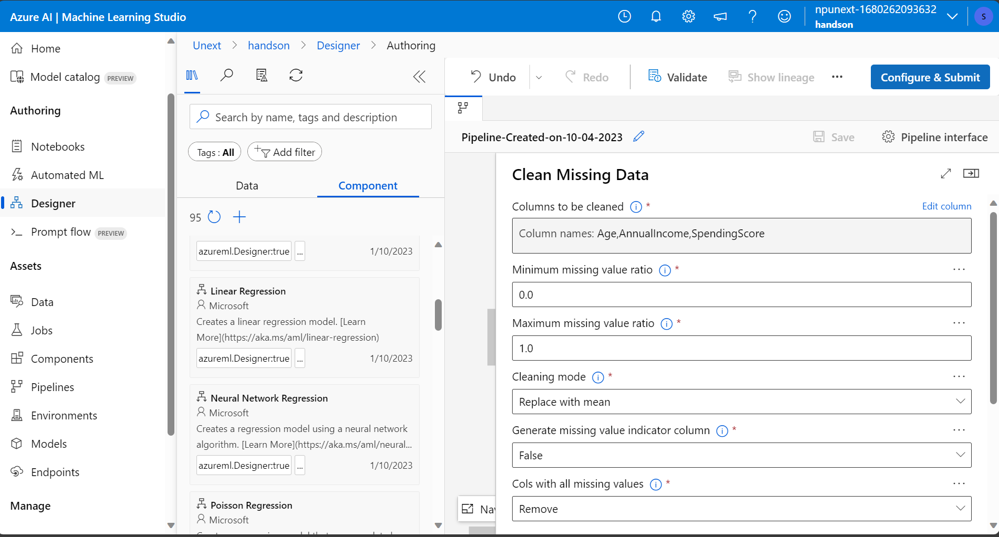 Azure AI | Machine Learning Studio
npunext-1680262093632
handson
S
Home
Model catalog PREVIEW
Authoring
Notebooks
Automated ML
Designer
Prompt flow PREVIEW
Assets
Data
Jobs
Components
Pipelines
Environments
Models
Endpoints
Manage
Unext > handson > Designer > Authoring
Search by name, tags and description
Tags : All
Add filter
Data
Component
95
azureml.Designer:true ... 1/10/2023
Linear Regression
Microsoft
Creates a linear regression model. [Learn
More](https://aka.ms/aml/linear-regression)
azureml.Designer:true ... 1/10/2023
Neural Network Regression
Microsoft
Creates a regression model using a neural network
algorithm. [Learn More](https://aka.ms/aml/neural...
azureml.Designer:true ... 1/10/2023
Poisson Regression
Microsoft
Undo
Redo
Validate
Show lineage
...
Configure & Submit
Pipeline-Created-on-10-04-2023
Save
Pipeline interface
Nav
Clean Missing Data
Columns to be cleaned *
Edit column
Column names: Age,AnnualIncome,SpendingScore
Minimum missing value ratio * ...
0.0
Maximum missing value ratio * ...
1.0
Cleaning mode * ...
Replace with mean
Generate missing value indicator column * ...
False
Cols with all missing values * ...
Remove